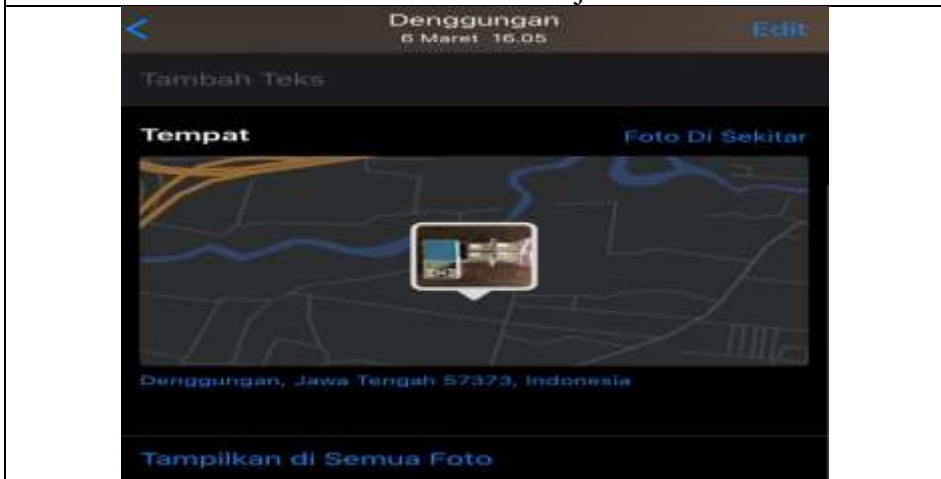 Denggungan
6 Maret 16.05
Edit
Tambah Teks
Tempat
Foto Di Sekitar
Denggungan, Jawa Tengah 57373, Indonesia
Tampilkan di Semua Foto